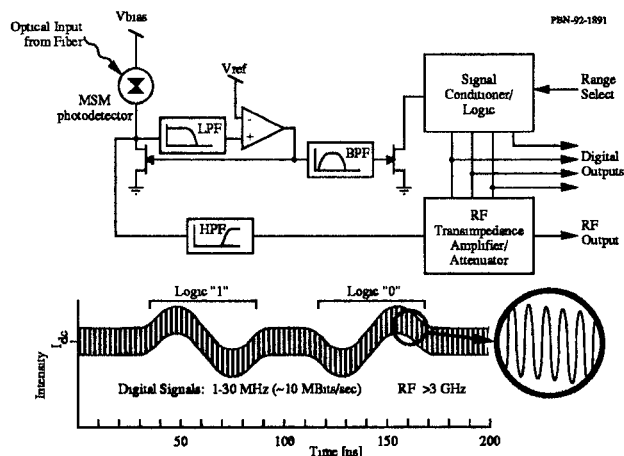 PBN-92-1891
Optical Input
from Fiber
Vbias
MSM
photodetector
Vref
LPF
-
+
BPF
HPF
Signal
Conditioner/
Logic
Range
Select
Digital
Outputs
RF
Transimpedance
Amplifier/
Attenuator
RF
Output
Logic "1"
Logic "0"
Intensity
Idc
Digital Signals: 1-30 MHz (~10 MBits/sec)
RF >3 GHz
50
100
150
200
Time [ns]